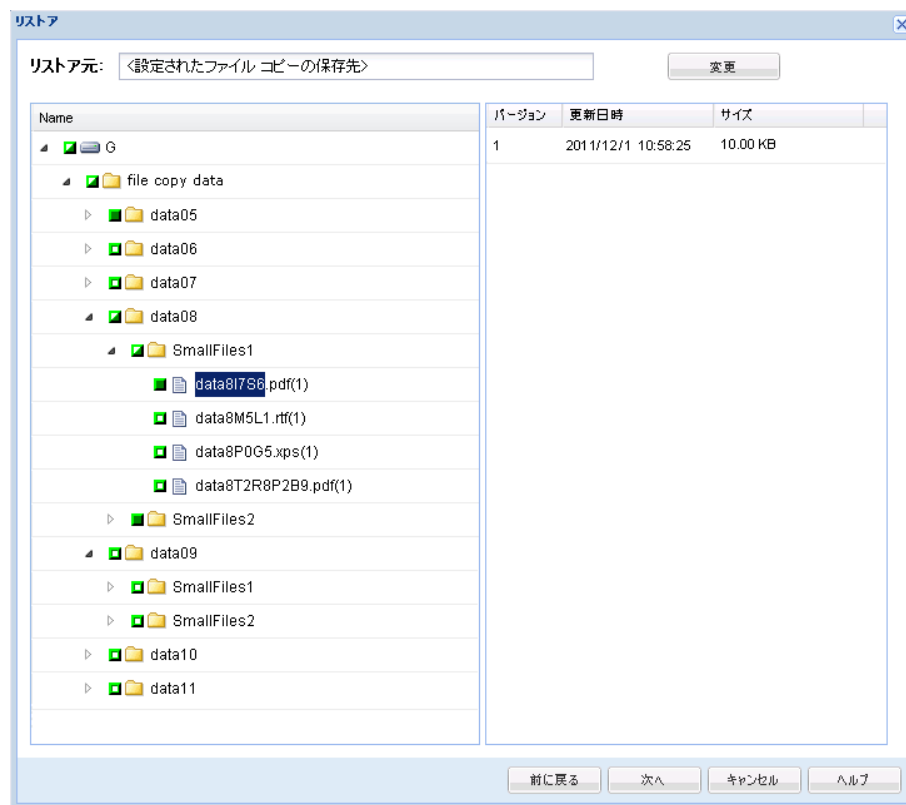 リストア
リストア元: <設定されたファイル コピーの保存先> 変更
Name
G
file copy data
data05
data06
data07
data08
SmallFiles1
data8I7S6.pdf(1)
data8M5L1.rtf(1)
data8P0G5.xps(1)
data8T2R8P2B9.pdf(1)
SmallFiles2
data09
SmallFiles1
SmallFiles2
data10
data11
バージョン 更新日時 サイズ
1 2011/12/1 10:58:25 10.00 KB
前に戻る 次へ キャンセル ヘルプ